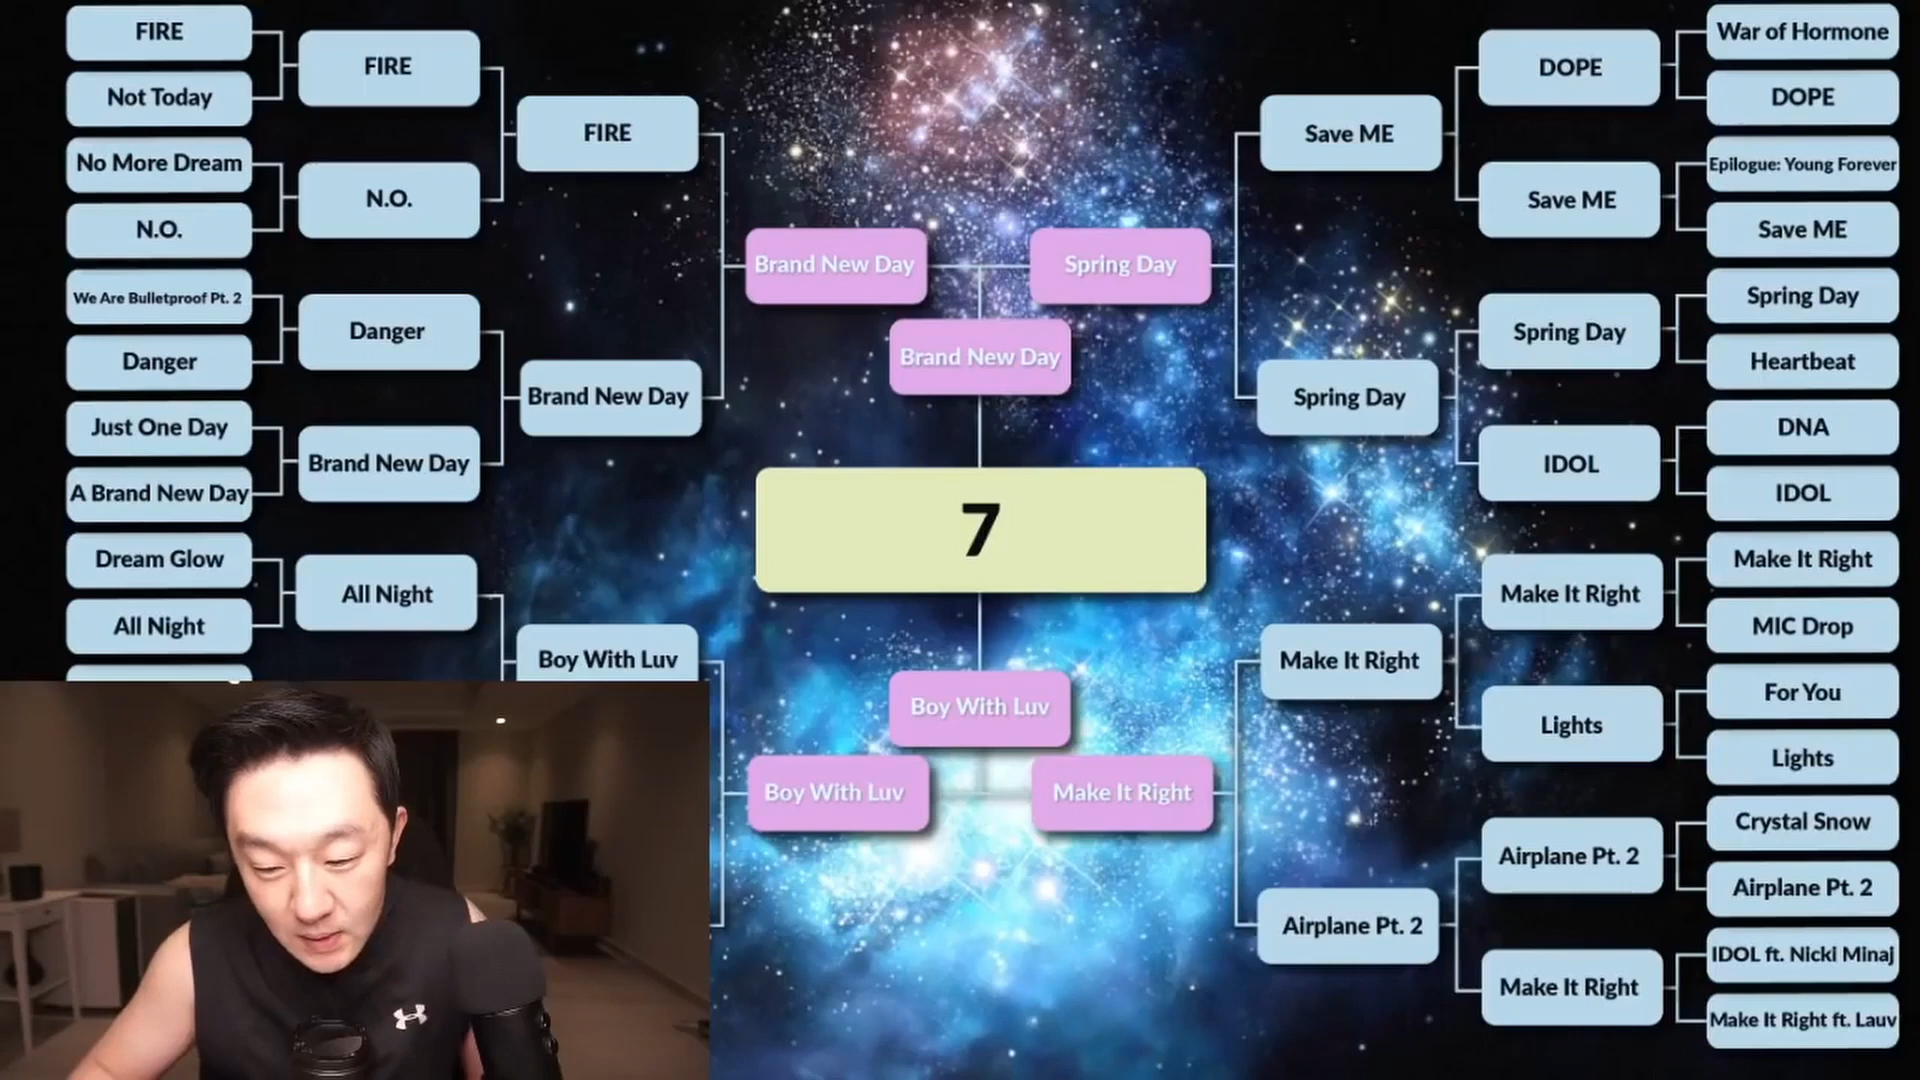 FIRE
Not Today
No More Dream
N.O.
We Are Bulletproof Pt. 2
Danger
Just One Day
A Brand New Day
Dream Glow
All Night
FIRE
N.O.
Danger
Brand New Day
All Night
FIRE
Brand New Day
Boy With Luv
Brand New Day
Spring Day
Brand New Day
7
Boy With Luv
Boy With Luv
Make It Right
Save ME
Spring Day
Make It Right
Airplane Pt. 2
DOPE
Save ME
Spring Day
IDOL
Make It Right
Lights
Airplane Pt. 2
Make It Right
War of Hormone
DOPE
Epilogue: Young Forever
Save ME
Spring Day
Heartbeat
DNA
IDOL
Make It Right
MIC Drop
For You
Lights
Crystal Snow
Airplane Pt. 2
IDOL ft. Nicki Minaj
Make It Right ft. Lauv